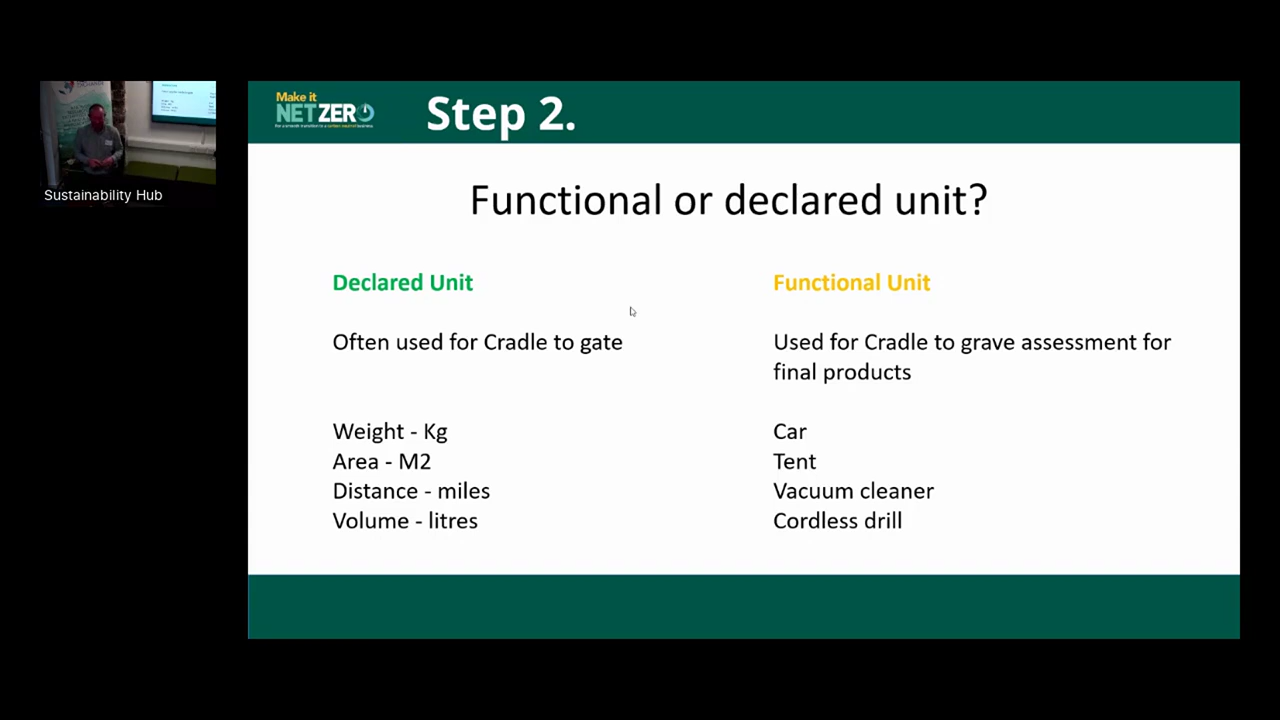 Make it
NET ZERO
Step 2.
Sustainability Hub
Functional or declared unit?
Declared Unit
Often used for Cradle to gate
Weight - Kg
Area - M2
Distance - miles
Volume - litres
Functional Unit
Used for Cradle to grave assessment for
final products
Car
Tent
Vacuum cleaner
Cordless drill